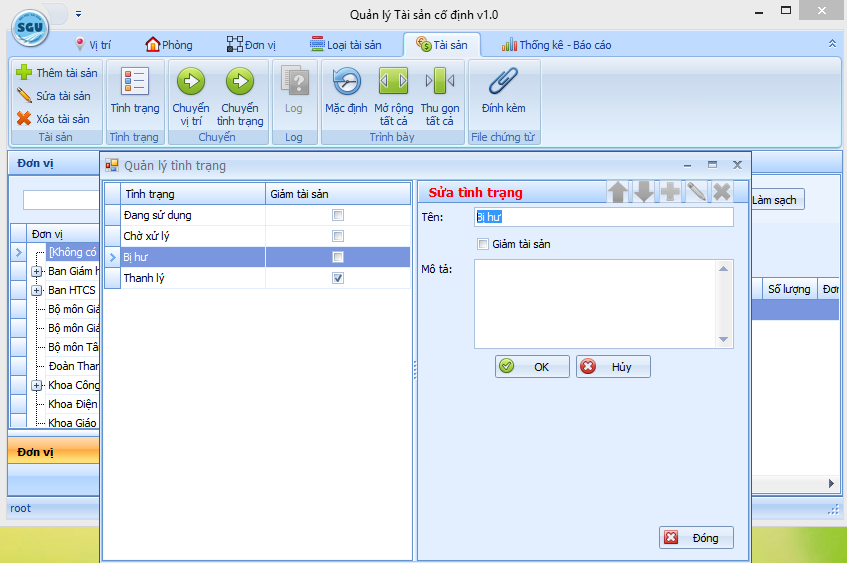 SGU
Quản lý Tài sản cố định v1.0
Vị trí
Phòng
Đơn vị
Loại tài sản
Tài sản
Thống kê - Báo cáo
Thêm tài sản
Sửa tài sản
Xóa tài sản
Tài sản
Tình trạng
Tình trạng
Chuyển vị trí
Chuyển tình trạng
Chuyển
Log
Log
Mặc định
Mở rộng tất cả
Thu gọn tất cả
Trình bày
Đính kèm
File chứng từ
Đơn vị
Làm sạch
Đơn vị
[Không có
Ban Giám h
Ban HTCS
Bộ môn Giá
Bộ môn Giá
Bộ môn Tâ
Đoàn Than
Khoa Công
Khoa Điện
Khoa Giáo
Đơn vị
root
Số lượng
Đơn
Quản lý tình trạng
Tình trạng
Giảm tài sản
Đang sử dụng
Chờ xử lý
Bị hư
Thanh lý
Sửa tình trạng
Tên:
Bị hư
Giảm tài sản
Mô tả:
OK
Hủy
Đóng